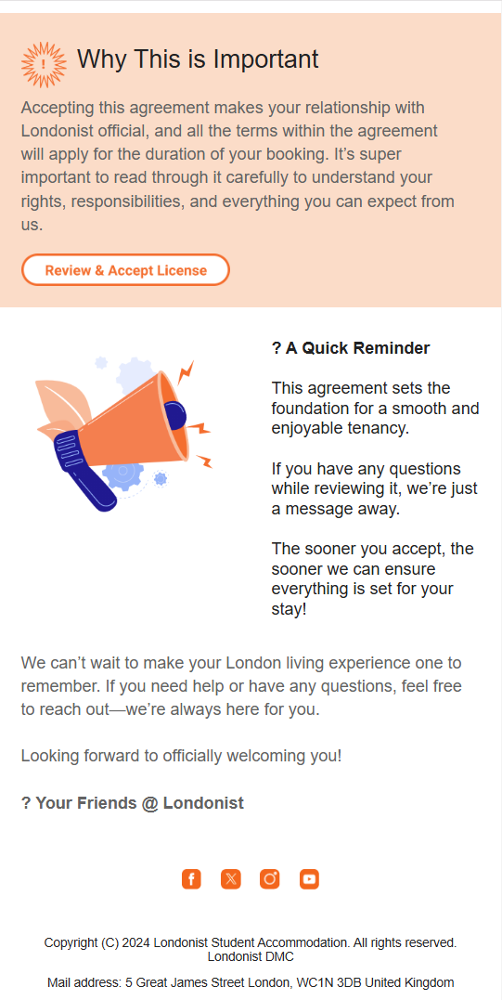 !
Why This is Important
Accepting this agreement makes your relationship with
Londonist official, and all the terms within the agreement
will apply for the duration of your booking. It’s super
important to read through it carefully to understand your
rights, responsibilities, and everything you can expect from
us.
Review & Accept License
? A Quick Reminder
This agreement sets the
foundation for a smooth and
enjoyable tenancy.
If you have any questions
while reviewing it, we’re just
a message away.
The sooner you accept, the
sooner we can ensure
everything is set for your
stay!
We can’t wait to make your London living experience one to
remember. If you need help or have any questions, feel free
to reach out—we’re always here for you.
Looking forward to officially welcoming you!
? Your Friends @ Londonist
Copyright (C) 2024 Londonist Student Accommodation. All rights reserved.
Londonist DMC
Mail address: 5 Great James Street London, WC1N 3DB United Kingdom